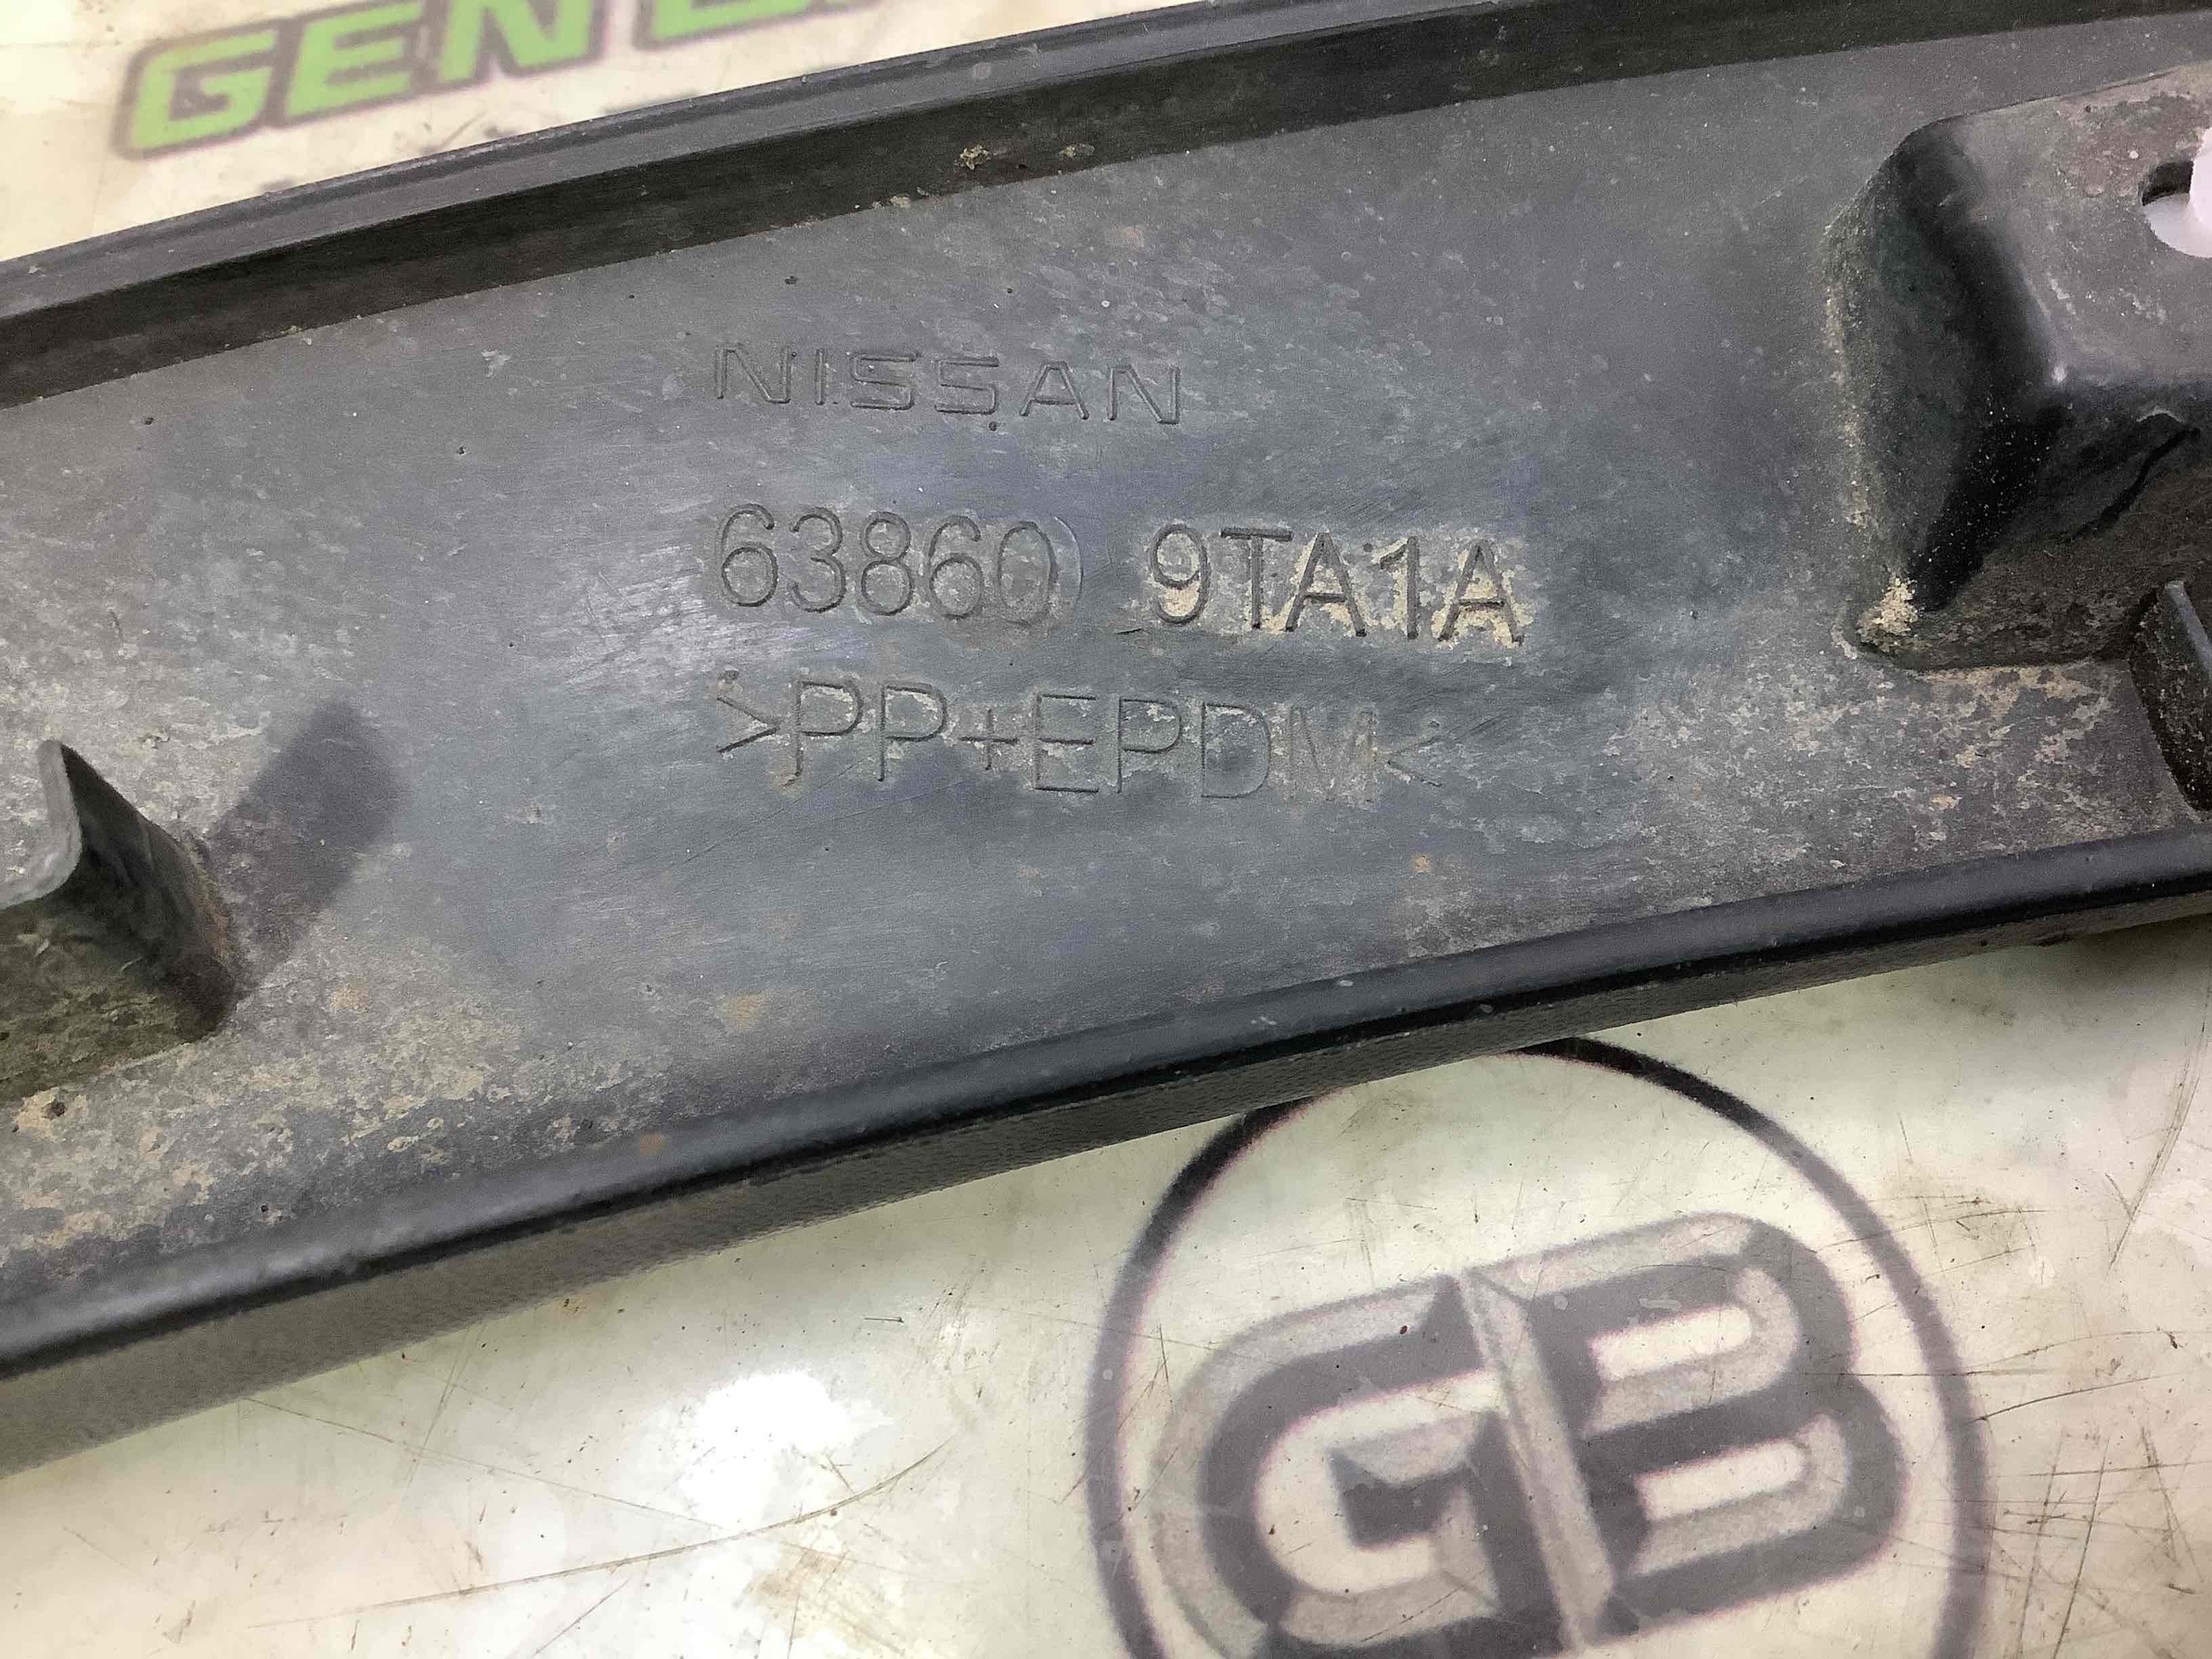 NISSAN
63860 9TA1A
>PP+EPDM<
GB